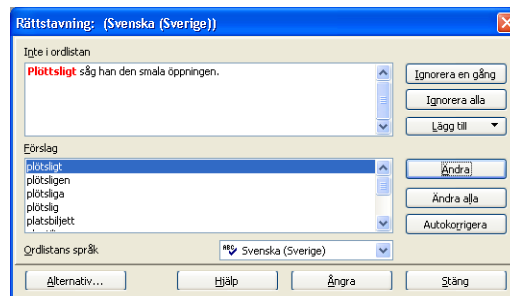 Rättstavning: (Svenska (Sverige))
Inte i ordlistan
Plöttsligt såg han den smala öppningen.
Ignorera en gång
Ignorera alla
Lägg till
Förslag
plötsligt
plötsligen
plötsliga
plötslig
platsbiljett
Ändra
Ändra alla
Autokorrigera
Ordlistans språk
ABC Svenska (Sverige)
Alternativ... Hjälp Ångra Stäng